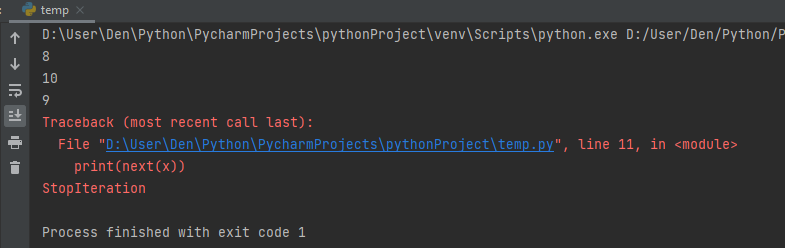 temp
D:\User\Den\Python\PycharmProjects\pythonProject\venv\Scripts\python.exe D:/User/Den/Python/P
8
10
9
Traceback (most recent call last):
  File "D:\User\Den\Python\PycharmProjects\pythonProject\temp.py", line 11, in <module>
    print(next(x))
StopIteration
Process finished with exit code 1